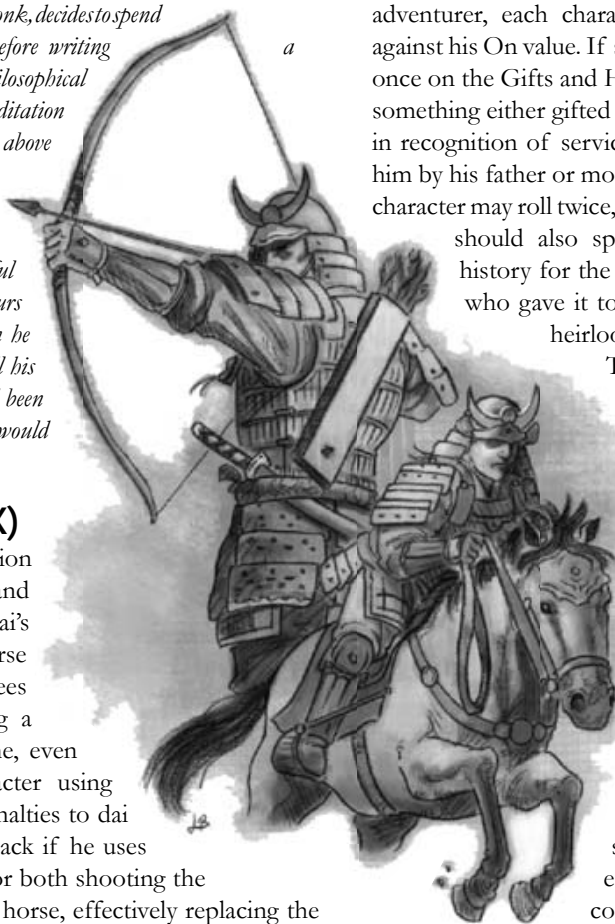 onk, decides to spend
efore writing a
ilosophical
ditation
above
ful
urs
n he
l his
been
would
X)
ion
and
ai's
rse
ees
g a
ne, even
acter using
nalties to dai
ack if he uses
or both shooting the
horse, effectively replacing the
adventurer, each chara
against his On value. If s
once on the Gifts and H
something either gifted
in recognition of servic
him by his father or mo
character may roll twice,
should also sp
history for the
who gave it to
heirloo
T
s
e
co